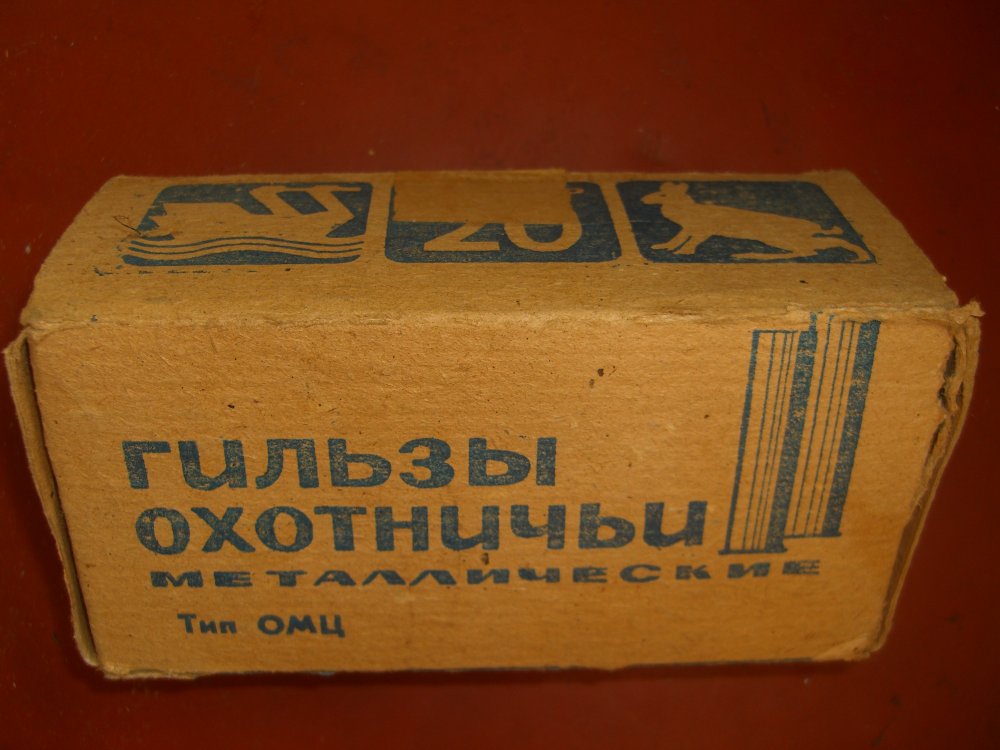 20
гильзы
охотничьи
металлические
Тип ОМЦ